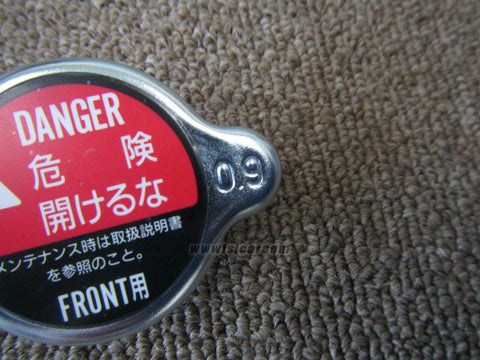 DANGER
危 険
開けるな
メンテナンス時は取扱説明書
を参照のこと。
FRONT用
0.9